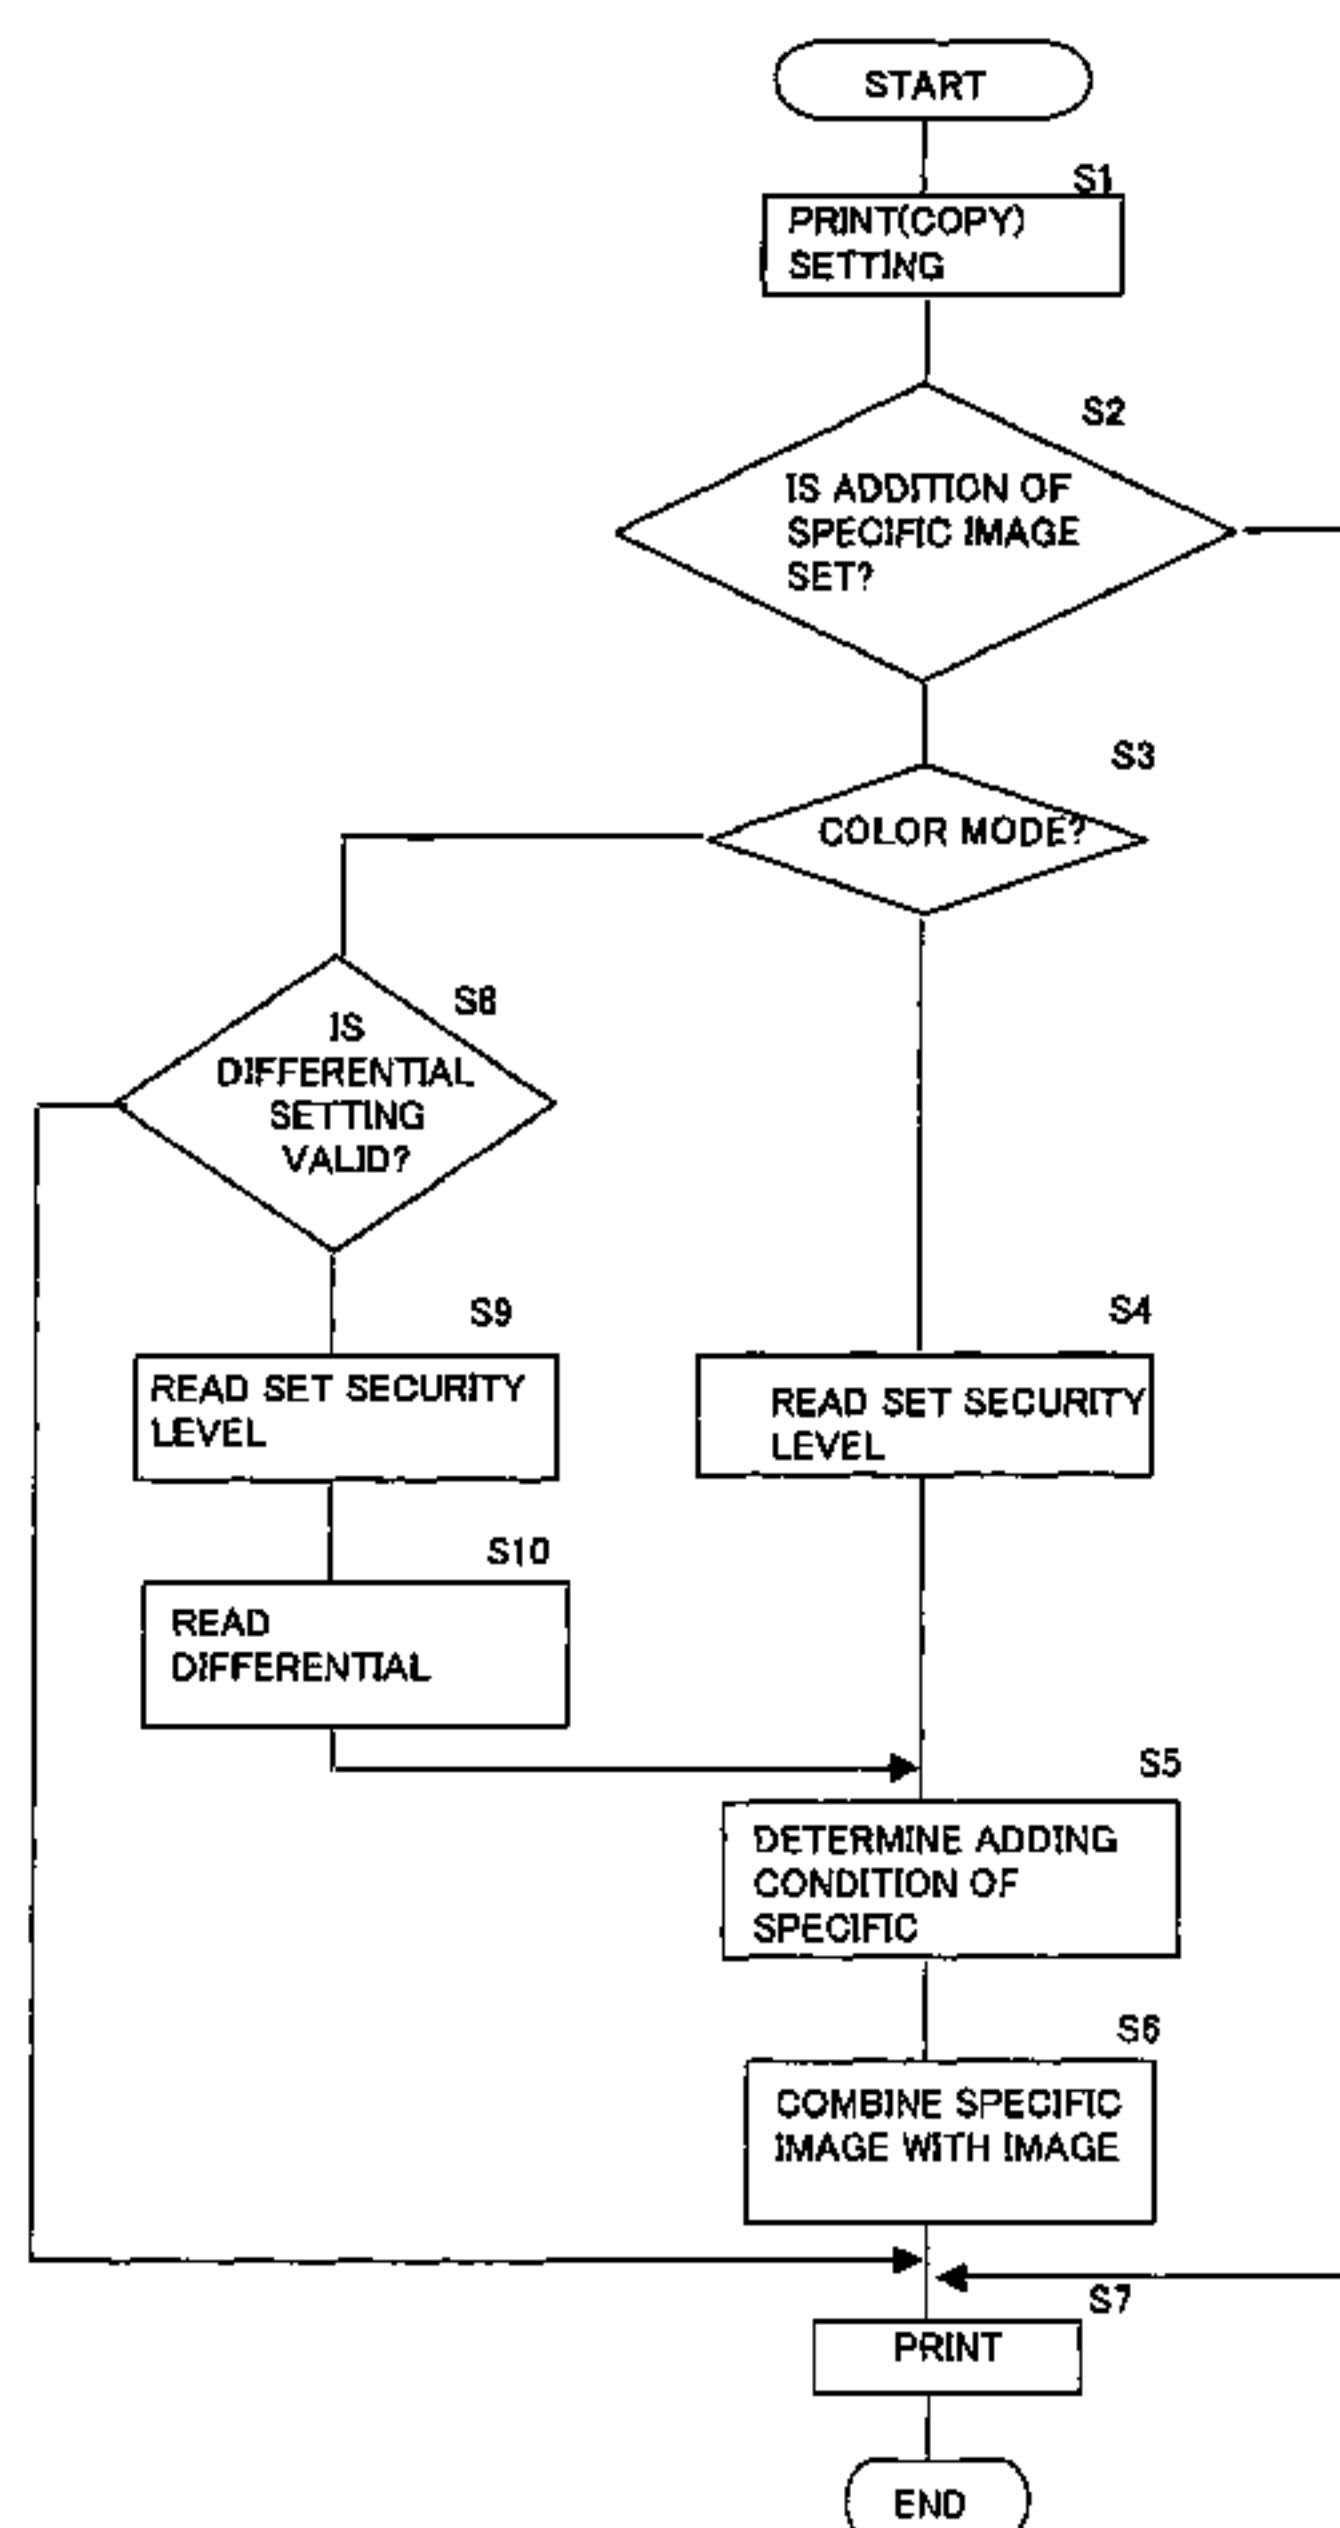 START
S1
PRINT(COPY)
SETTING
S2
IS ADDITION OF
SPECIFIC IMAGE
SET?
S3
COLOR MODE?
S8
IS
DIFFERENTIAL
SETTING
VALID?
S9
READ SET SECURITY
LEVEL
S4
READ SET SECURITY
LEVEL
S10
READ
DIFFERENTIAL
S5
DETERMINE ADDING
CONDITION OF
SPECIFIC
S6
COMBINE SPECIFIC
IMAGE WITH IMAGE
S7
PRINT
END